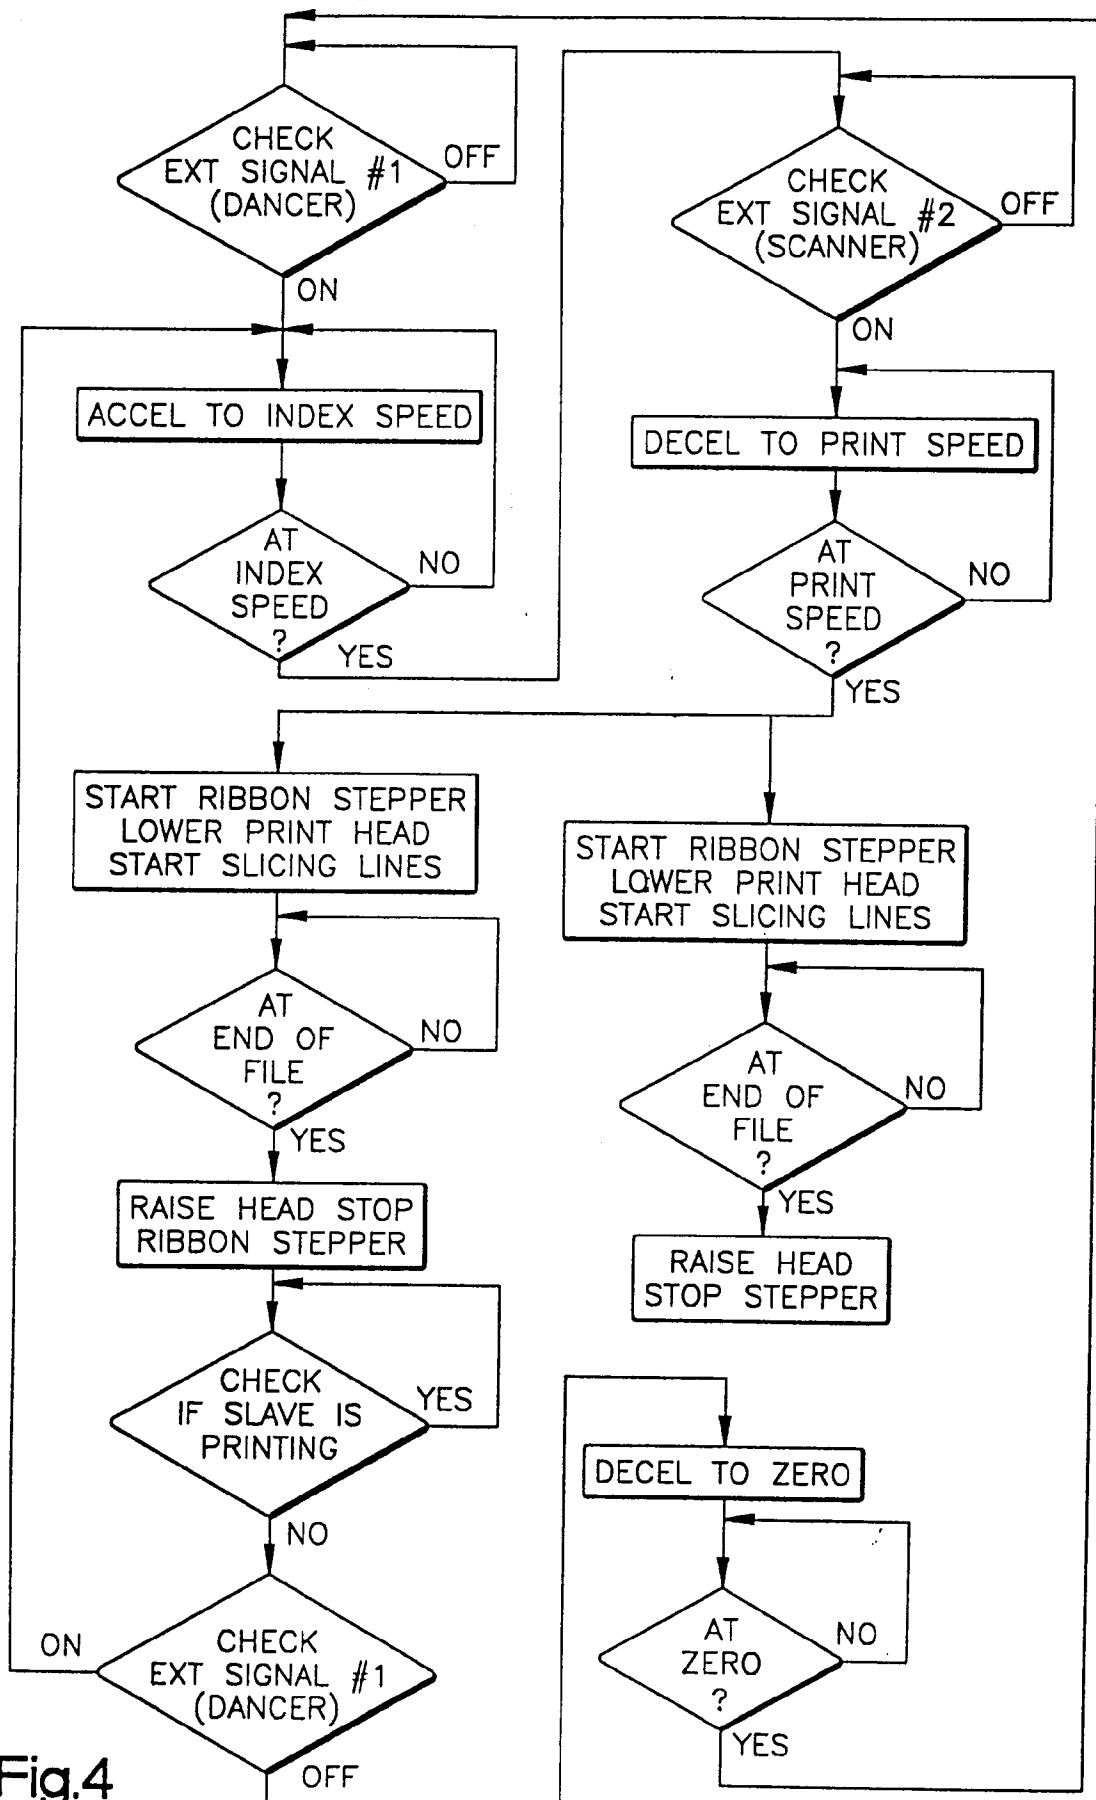 CHECK
EXT SIGNAL #1
(DANCER)
OFF
ON
ACCEL TO INDEX SPEED
AT
INDEX
SPEED
?
NO
YES
CHECK
EXT SIGNAL #2
(SCANNER)
OFF
ON
DECEL TO PRINT SPEED
AT
PRINT
SPEED
?
NO
YES
START RIBBON STEPPER
LOWER PRINT HEAD
START SLICING LINES
AT
END OF
FILE
?
NO
YES
RAISE HEAD STOP
RIBBON STEPPER
CHECK
IF SLAVE IS
PRINTING
YES
NO
CHECK
EXT SIGNAL #1
(DANCER)
ON
OFF
START RIBBON STEPPER
LOWER PRINT HEAD
START SLICING LINES
AT
END OF
FILE
?
NO
YES
RAISE HEAD
STOP STEPPER
DECEL TO ZERO
AT
ZERO
?
NO
YES
Fig.4